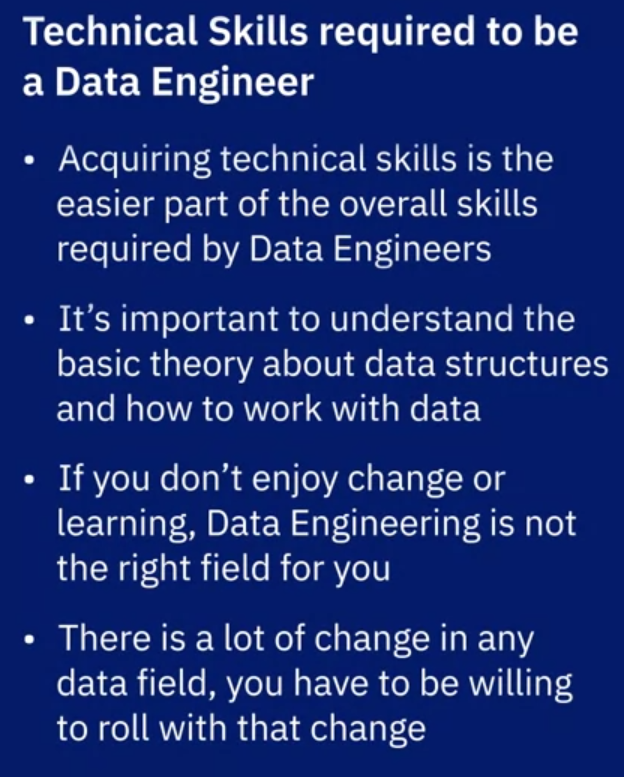 Technical Skills required to be
a Data Engineer
• Acquiring technical skills is the
easier part of the overall skills
required by Data Engineers
• It’s important to understand the
basic theory about data structures
and how to work with data
• If you don’t enjoy change or
learning, Data Engineering is not
the right field for you
• There is a lot of change in any
data field, you have to be willing
to roll with that change